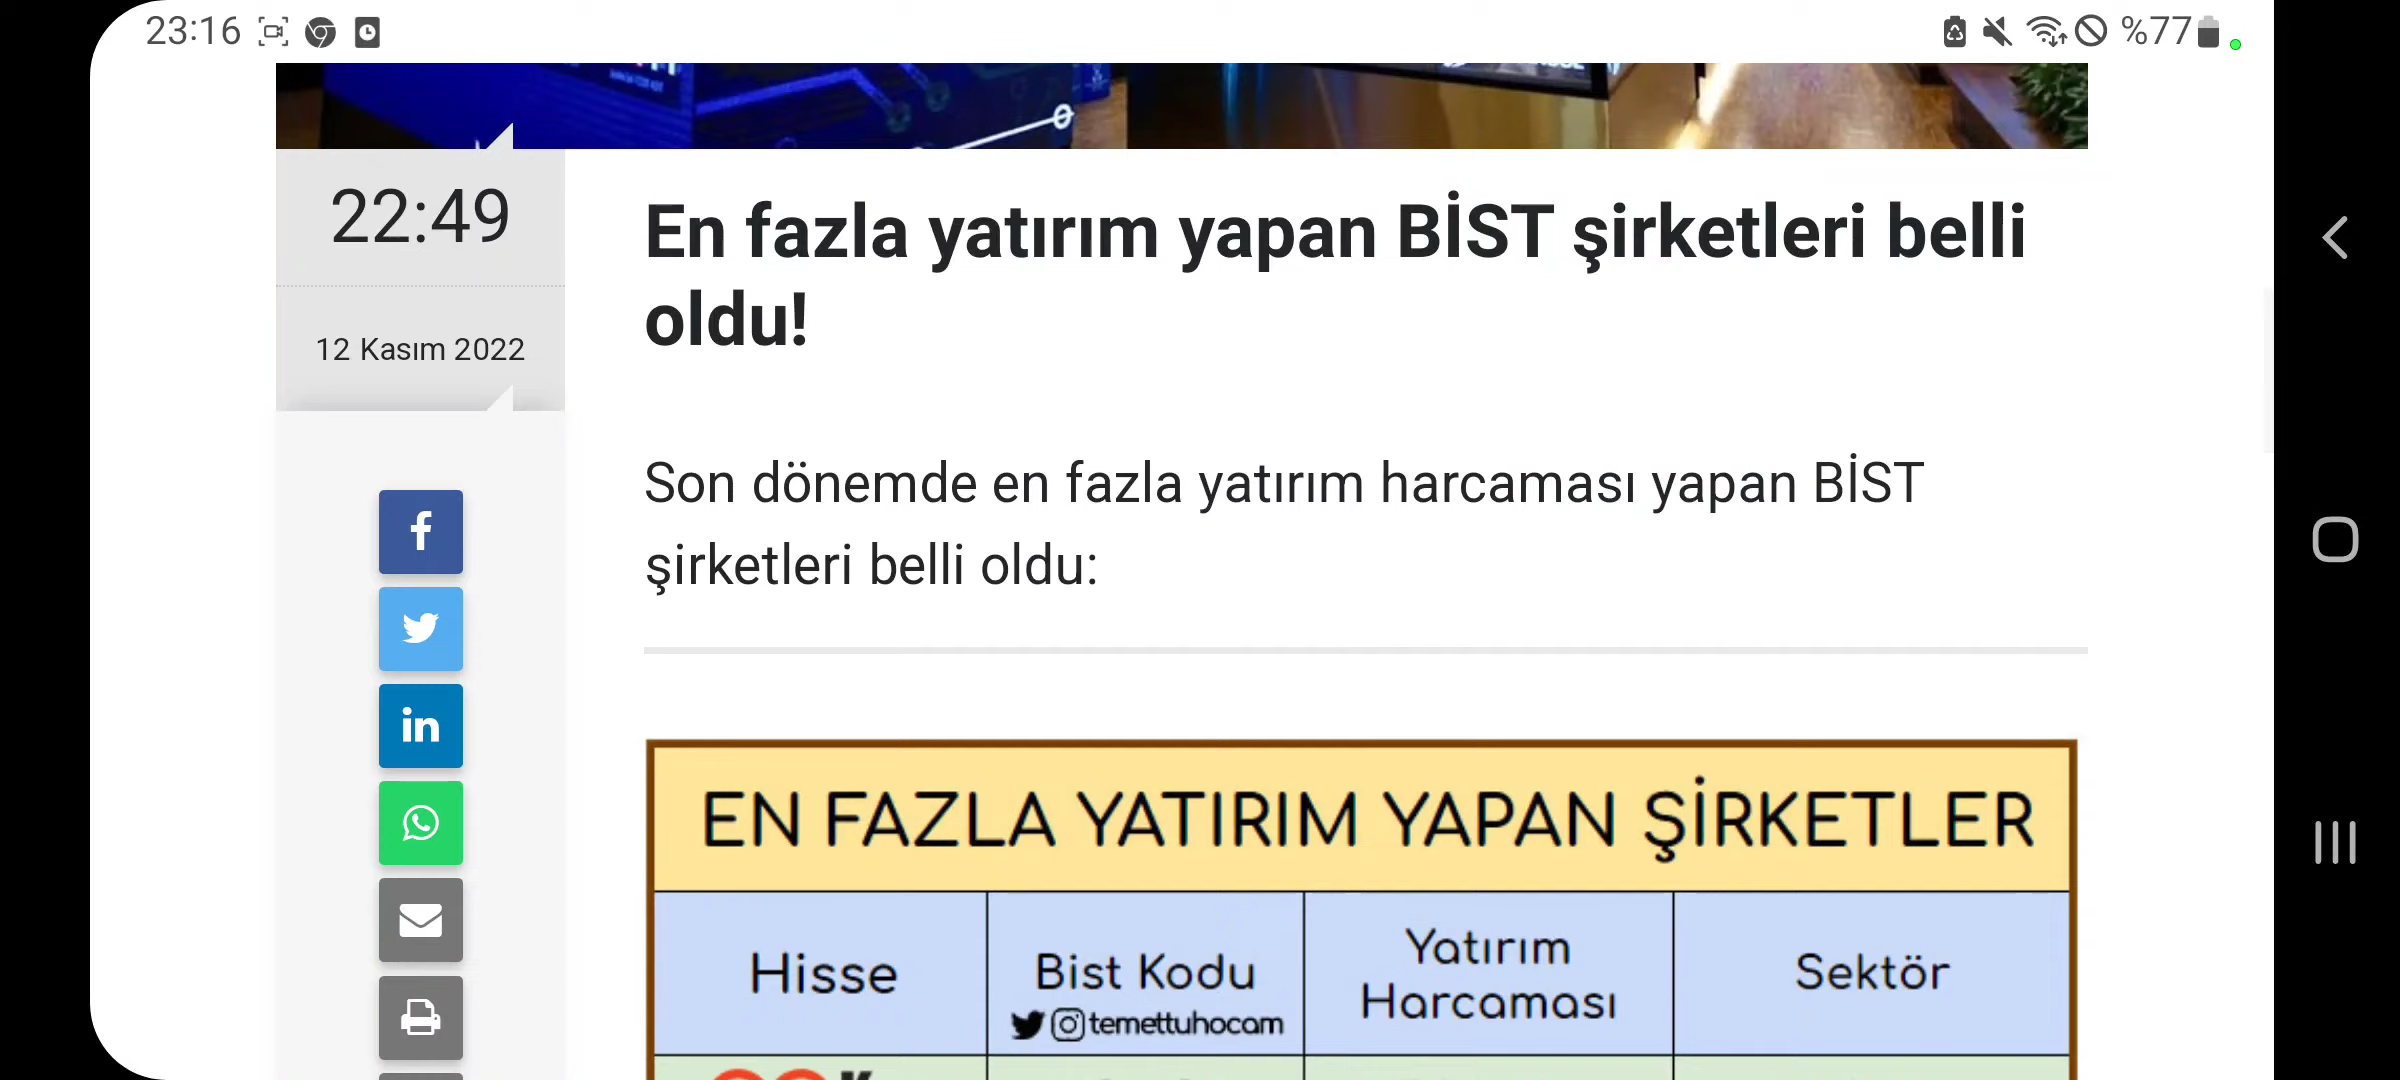 23:16
%77
22:49
12 Kasım 2022
En fazla yatırım yapan BİST şirketleri belli
oldu!
Son dönemde en fazla yatırım harcaması yapan BİST
şirketleri belli oldu:
f
in
EN FAZLA YATIRIM YAPAN ŞİRKETLER
Hisse
Bist Kodu
temettuhocam
Yatırım
Harcaması
Sektör